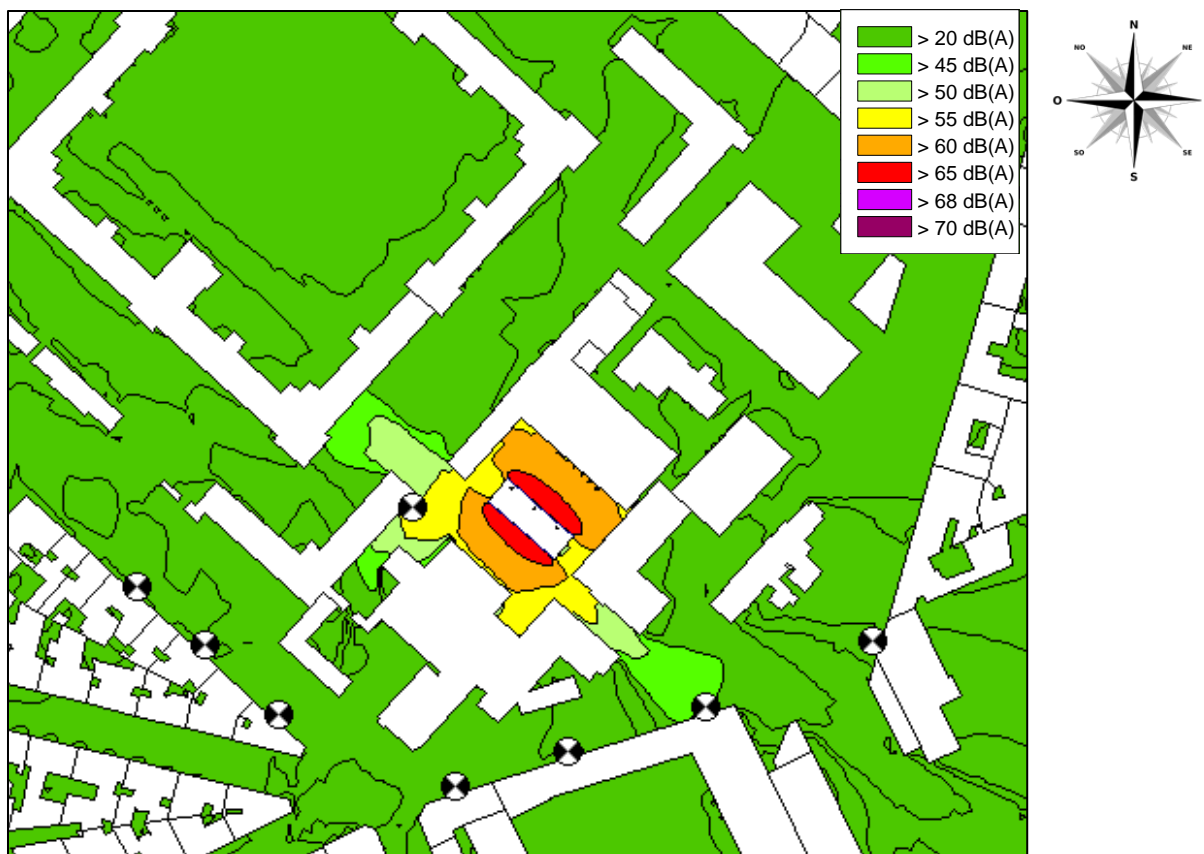 > 20 dB(A)
> 45 dB(A)
> 50 dB(A)
> 55 dB(A)
> 60 dB(A)
> 65 dB(A)
> 68 dB(A)
> 70 dB(A)
N
NO NE
O
SO SE
S